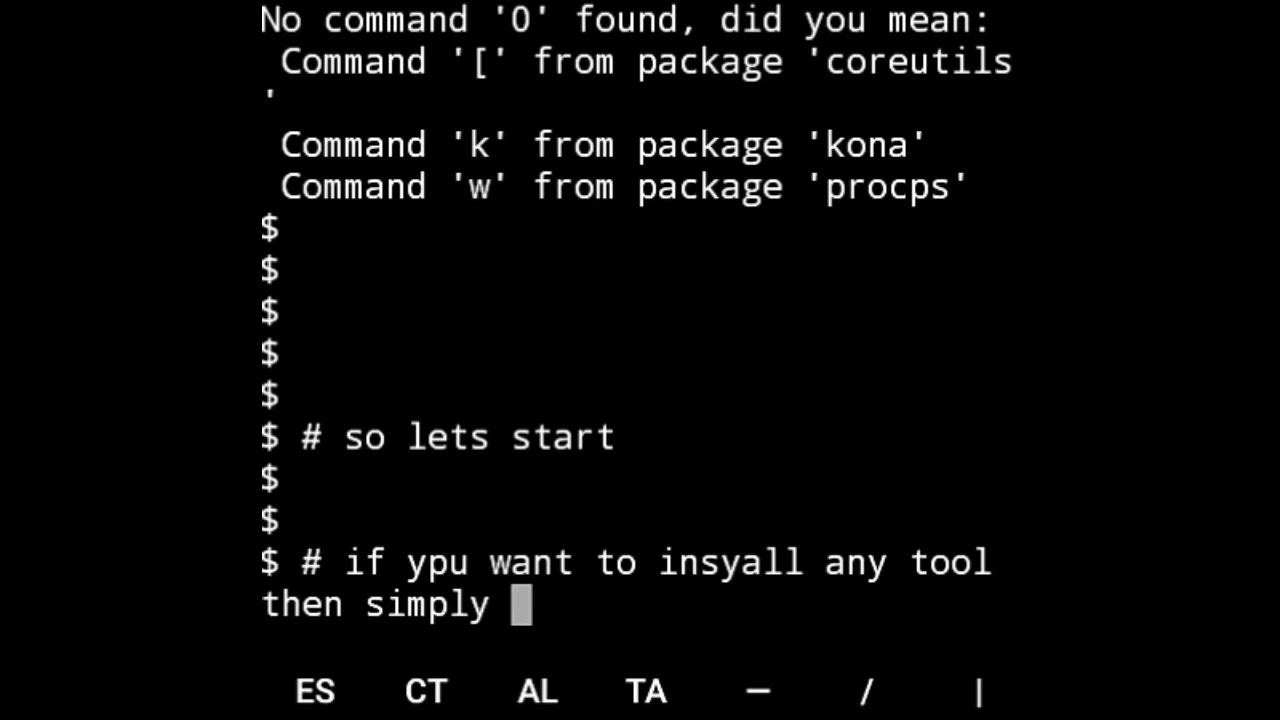 No command '0' found, did you mean:
Command '[' from package 'coreutils
'
Command 'k' from package 'kona'
Command 'w' from package 'procps'
$
$
$
$
$
$ # so lets start
$
$
$ # if ypu want to insyall any tool
then simply
ES CT AL TA — / |